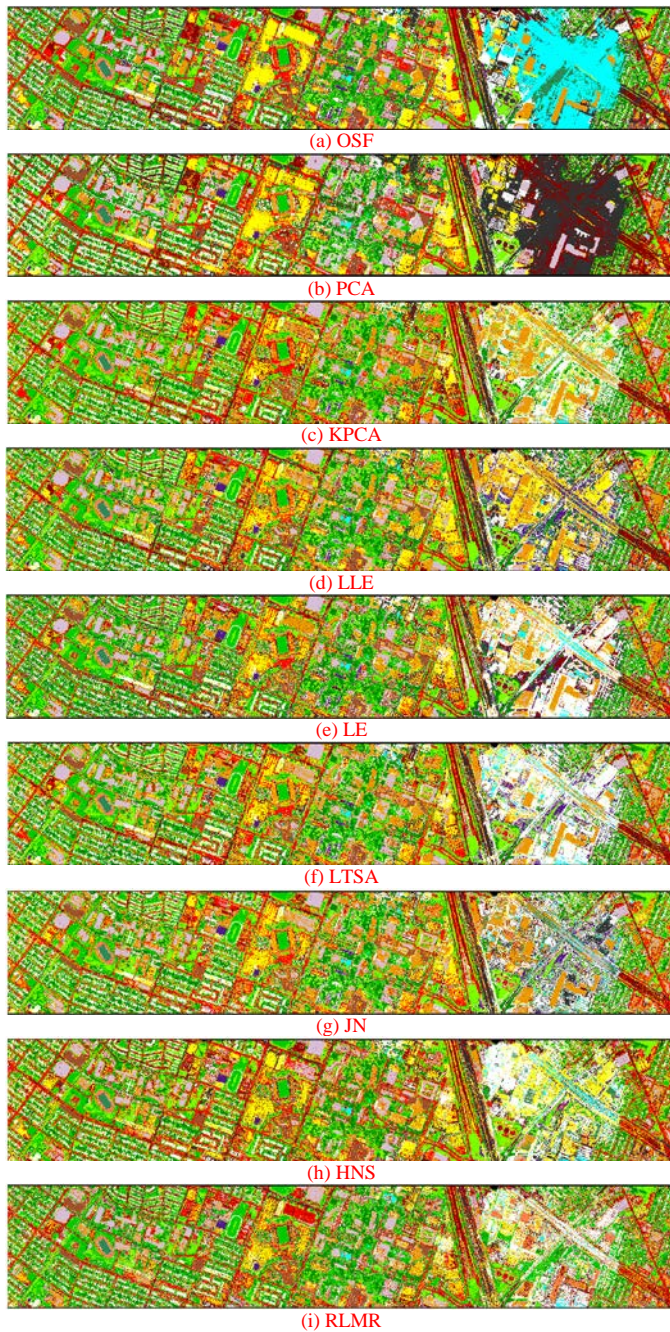 (a) OSF
(b) PCA
(c) KPCA
(d) LLE
(e) LE
(f) LTSA
(g) JN
(h) HNS
(i) RLMR